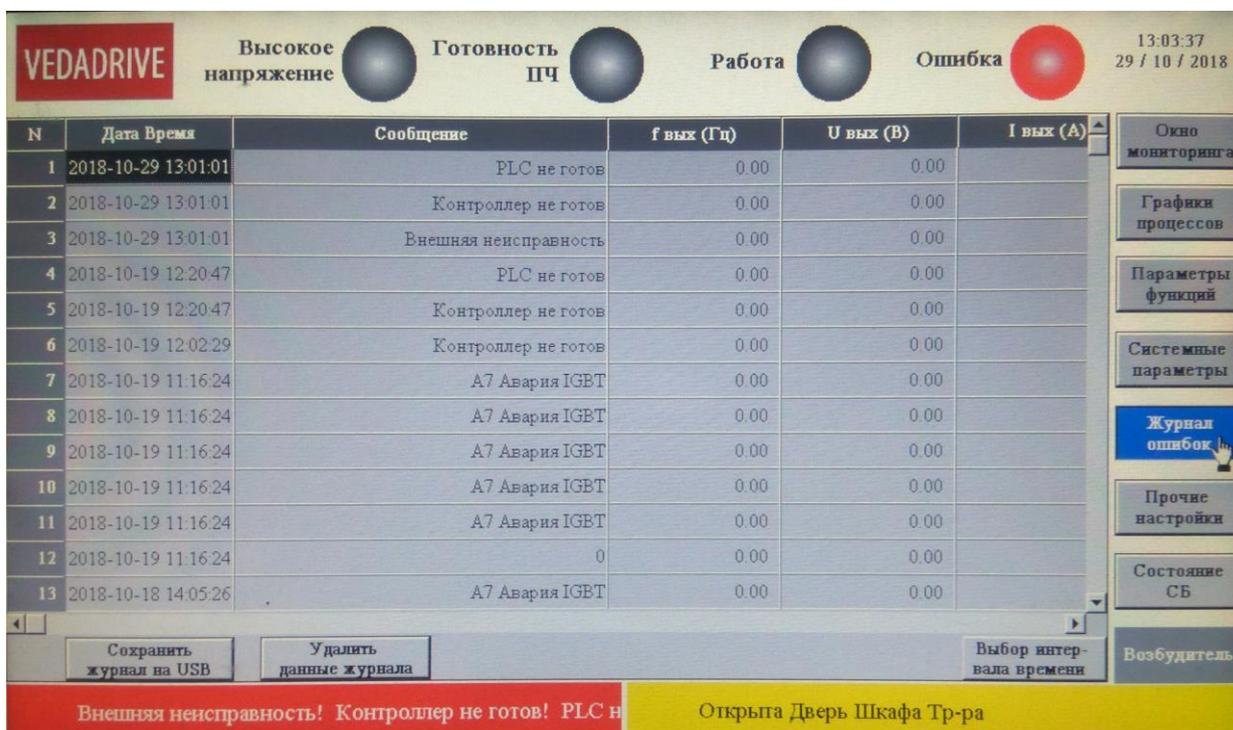 VEDADRIVE
Высокое
напряжение
Готовность
ПЧ
Работа
Ошибка
13:03:37
29 / 10 / 2018
N Дата Время Сообщение f вых (Гц) U вых (В) I вых (А)
1 2018-10-29 13:01:01 PLC не готов 0.00 0.00
2 2018-10-29 13:01:01 Контроллер не готов 0.00 0.00
3 2018-10-29 13:01:01 Внешняя неисправность 0.00 0.00
4 2018-10-19 12:20:47 PLC не готов 0.00 0.00
5 2018-10-19 12:20:47 Контроллер не готов 0.00 0.00
6 2018-10-19 12:02:29 Контроллер не готов 0.00 0.00
7 2018-10-19 11:16:24 A7 Авария IGBT 0.00 0.00
8 2018-10-19 11:16:24 A7 Авария IGBT 0.00 0.00
9 2018-10-19 11:16:24 A7 Авария IGBT 0.00 0.00
10 2018-10-19 11:16:24 A7 Авария IGBT 0.00 0.00
11 2018-10-19 11:16:24 A7 Авария IGBT 0.00 0.00
12 2018-10-19 11:16:24 0 0.00 0.00
13 2018-10-18 14:05:26 A7 Авария IGBT 0.00 0.00
Окно
мониторинга
Графики
процессов
Параметры
функций
Системные
параметры
Журнал
ошибок
Прочие
настройки
Состояние
СБ
Возбудитель
Сохранить
журнал на USB
Удалить
данные журнала
Выбор интер-
вала времени
Внешняя неисправность! Контроллер не готов! PLC н
Открыта Дверь Шкафа Тр-ра